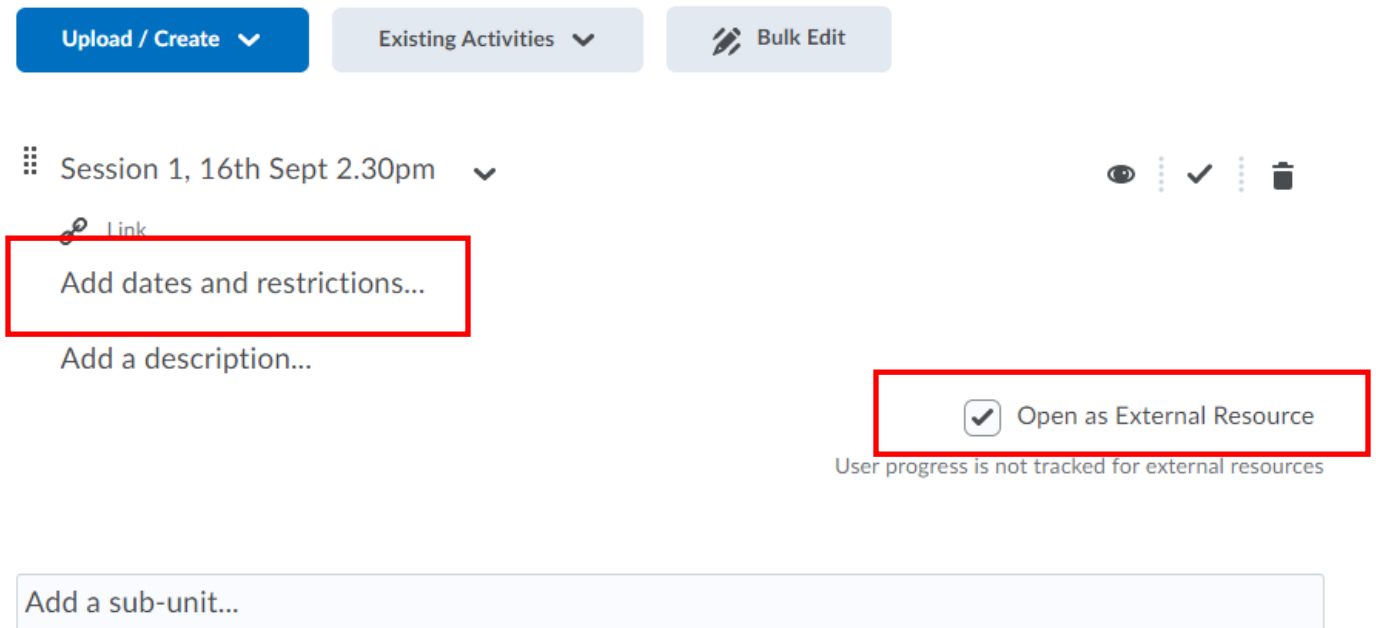 Upload / Create Existing Activities Bulk Edit
Session 1, 16th Sept 2.30pm
Link
Add dates and restrictions...
Add a description...
Open as External Resource
User progress is not tracked for external resources
Add a sub-unit...